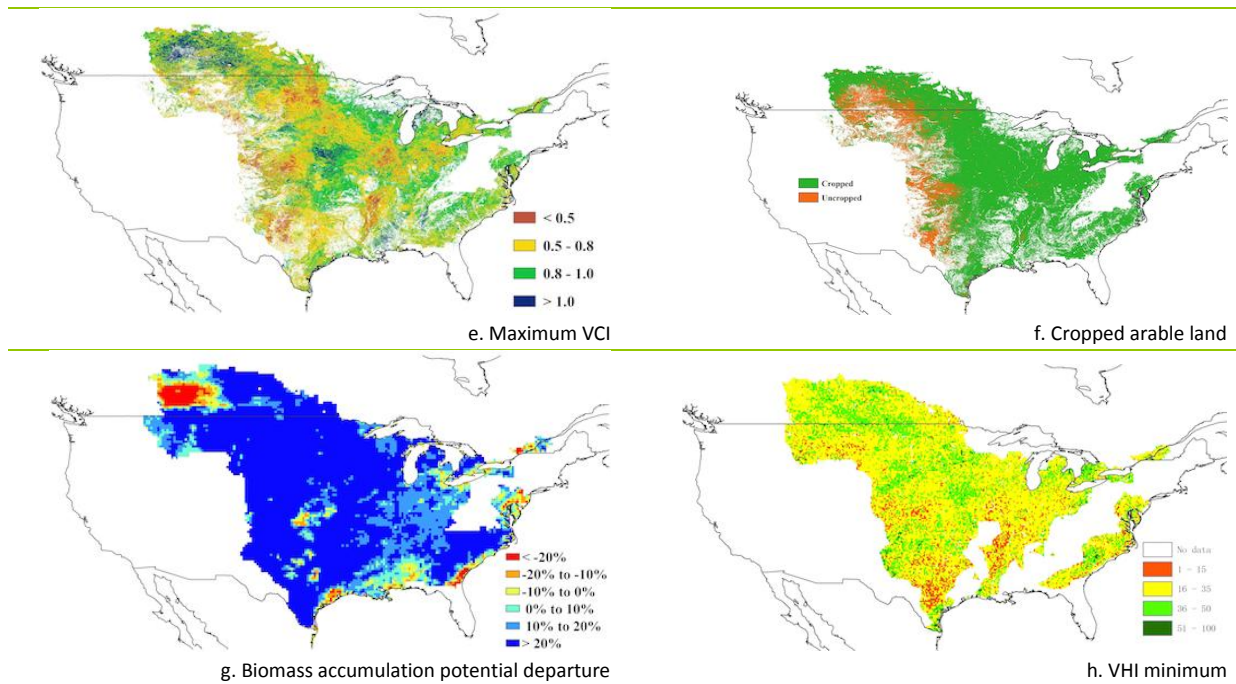 < 0.5
0.5 - 0.8
0.8 - 1.0
> 1.0
e. Maximum VCI
Cropped
Uncropped
f. Cropped arable land
< -20%
-20% to -10%
-10% to 0%
0% to 10%
10% to 20%
> 20%
g. Biomass accumulation potential departure
No data
1 - 15
16 - 35
36 - 50
51 - 100
h. VHI minimum